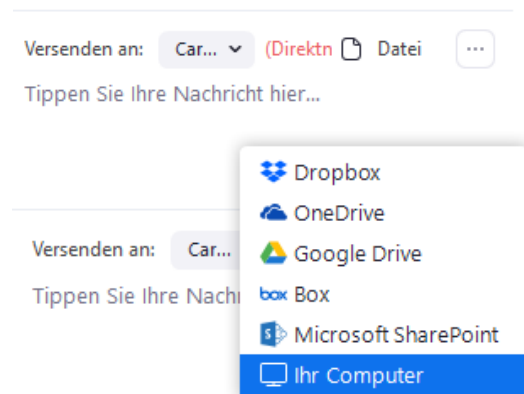 Versenden an: Car... (Direktn Datei ...
Tippen Sie Ihre Nachricht hier...
Dropbox
OneDrive
Google Drive
box Box
Microsoft SharePoint
Ihr Computer
Versenden an: Car...
Tippen Sie Ihre Nachr